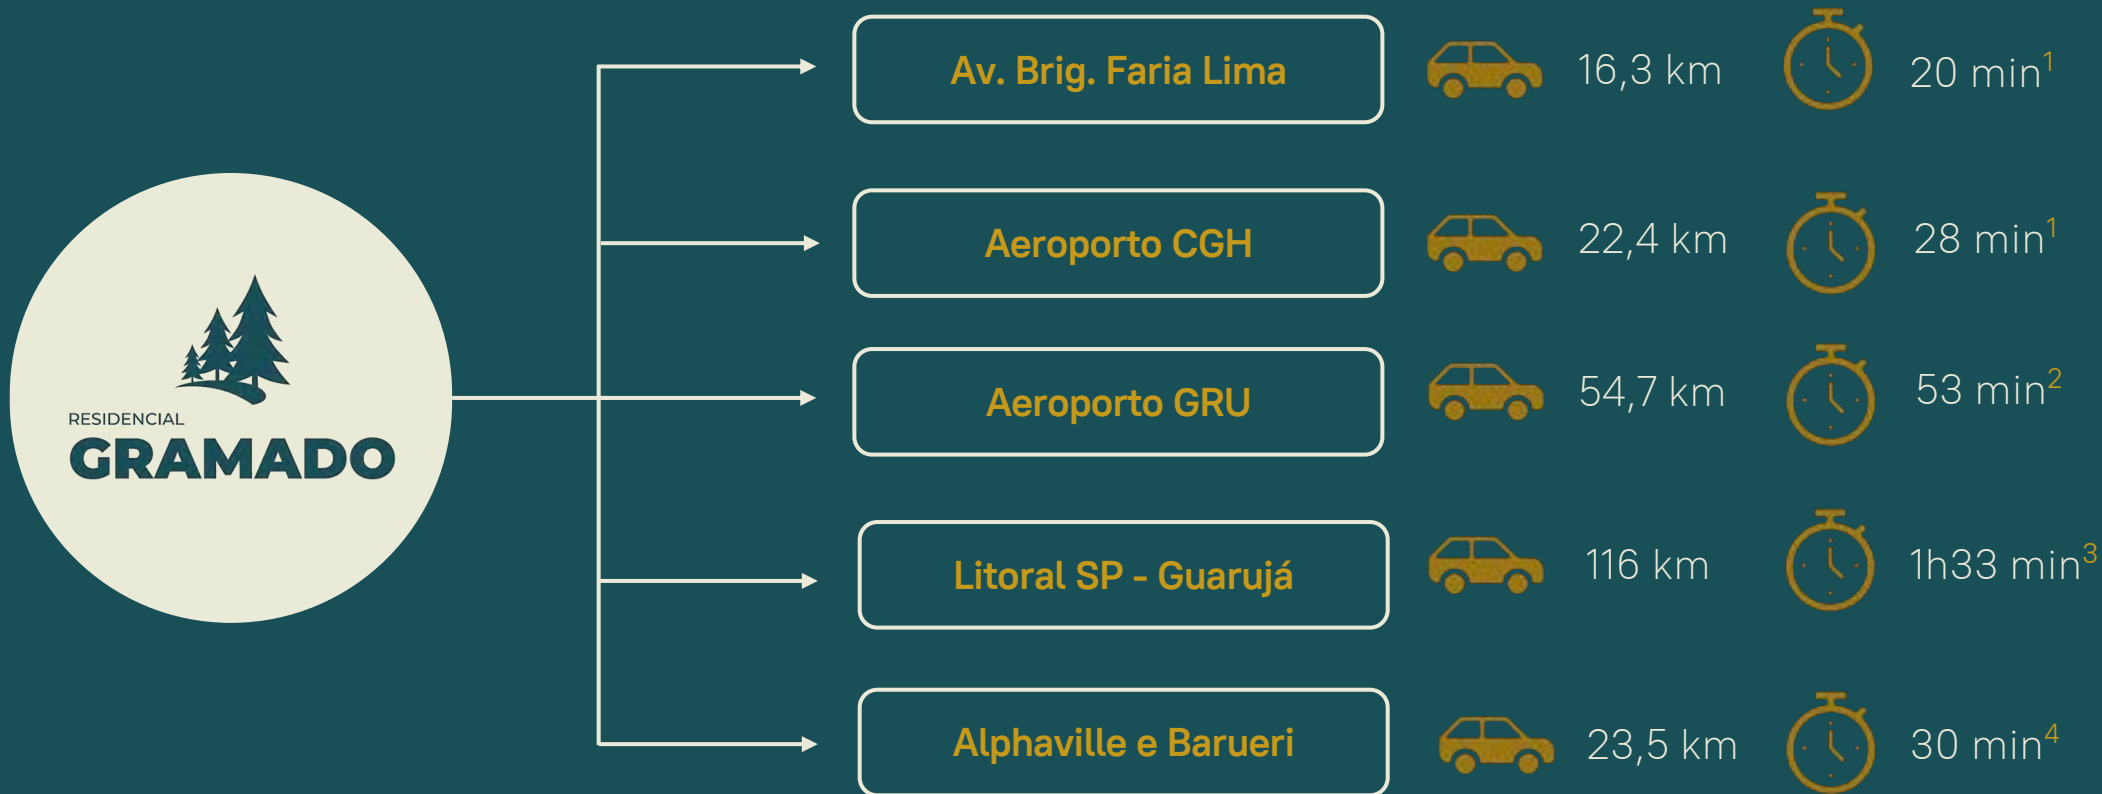 RESIDENCIAL
GRAMADO
Av. Brig. Faria Lima 16,3 km 20 min¹
Aeroporto CGH 22,4 km 28 min¹
Aeroporto GRU 54,7 km 53 min²
Litoral SP - Guarujá 116 km 1h33 min³
Alphaville e Barueri 23,5 km 30 min⁴